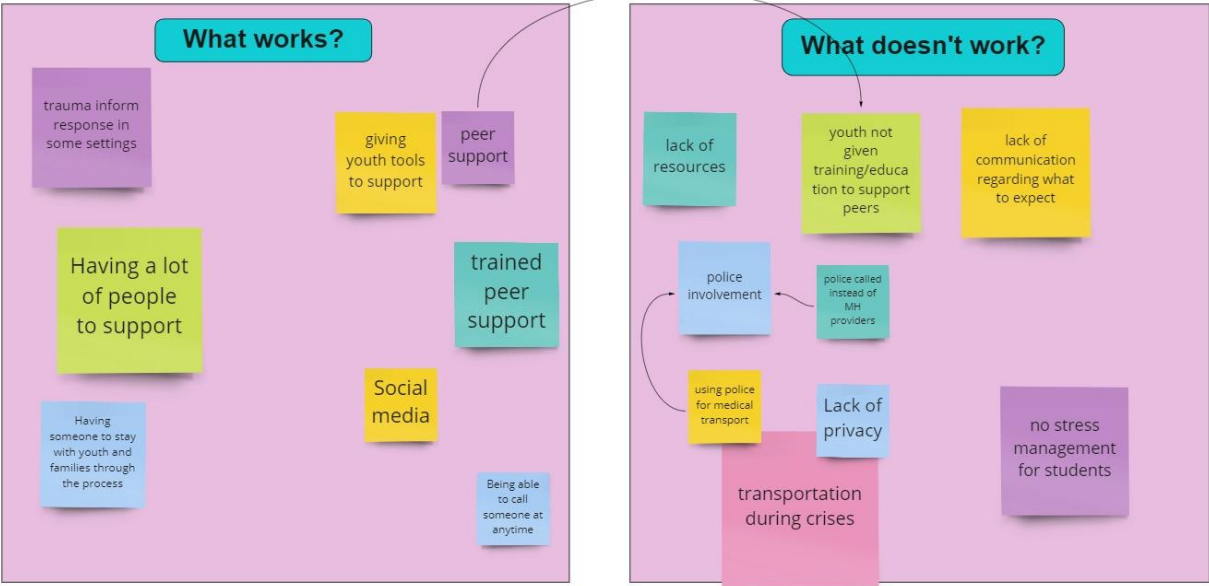 What works?
trauma inform
response in
some settings
giving
youth tools
to support
peer
support
Having a lot
of people
to support
trained
peer
support
Social
media
Having
someone to stay
with youth and
families through
the process
Being able
to call
someone at
anytime
What doesn't work?
lack of
resources
youth not
given
training/educa
tion to support
peers
lack of
communication
regarding what
to expect
police
involvement
police called
instead of
MH
providers
using police
for medical
transport
Lack of
privacy
transportation
during crises
no stress
management
for students